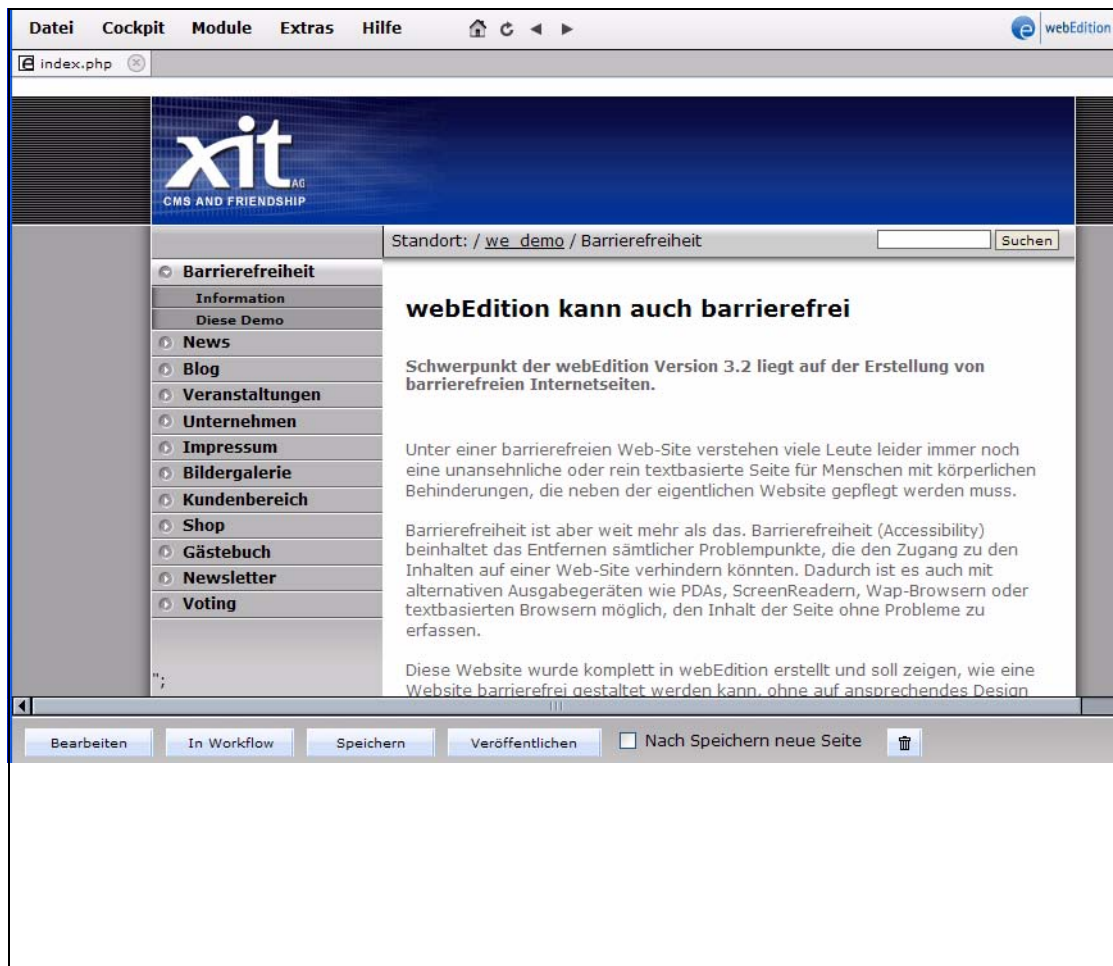 Datei Cockpit Module Extras Hilfe
webEdition
index.php
xit
AG
CMS AND FRIENDSHIP
Standort: / we_demo / Barrierefreiheit
Suchen
Barrierefreiheit
Information
Diese Demo
News
Blog
Veranstaltungen
Unternehmen
Impressum
Bildergalerie
Kundenbereich
Shop
Gästebuch
Newsletter
Voting
";
webEdition kann auch barrierefrei
Schwerpunkt der webEdition Version 3.2 liegt auf der Erstellung von
barrierefreien Internetseiten.
Unter einer barrierefreien Web-Site verstehen viele Leute leider immer noch
eine unansehnliche oder rein textbasierte Seite für Menschen mit körperlichen
Behinderungen, die neben der eigentlichen Website gepflegt werden muss.
Barrierefreiheit ist aber weit mehr als das. Barrierefreiheit (Accessibility)
beinhaltet das Entfernen sämtlicher Problempunkte, die den Zugang zu den
Inhalten auf einer Web-Site verhindern könnten. Dadurch ist es auch mit
alternativen Ausgabegeräten wie PDAs, ScreenReadern, Wap-Browsern oder
textbasierten Browsern möglich, den Inhalt der Seite ohne Probleme zu
erfassen.
Diese Website wurde komplett in webEdition erstellt und soll zeigen, wie eine
Website barrierefrei gestaltet werden kann, ohne auf ansprechendes Design
Bearbeiten In Workflow Speichern Veröffentlichen Nach Speichern neue Seite